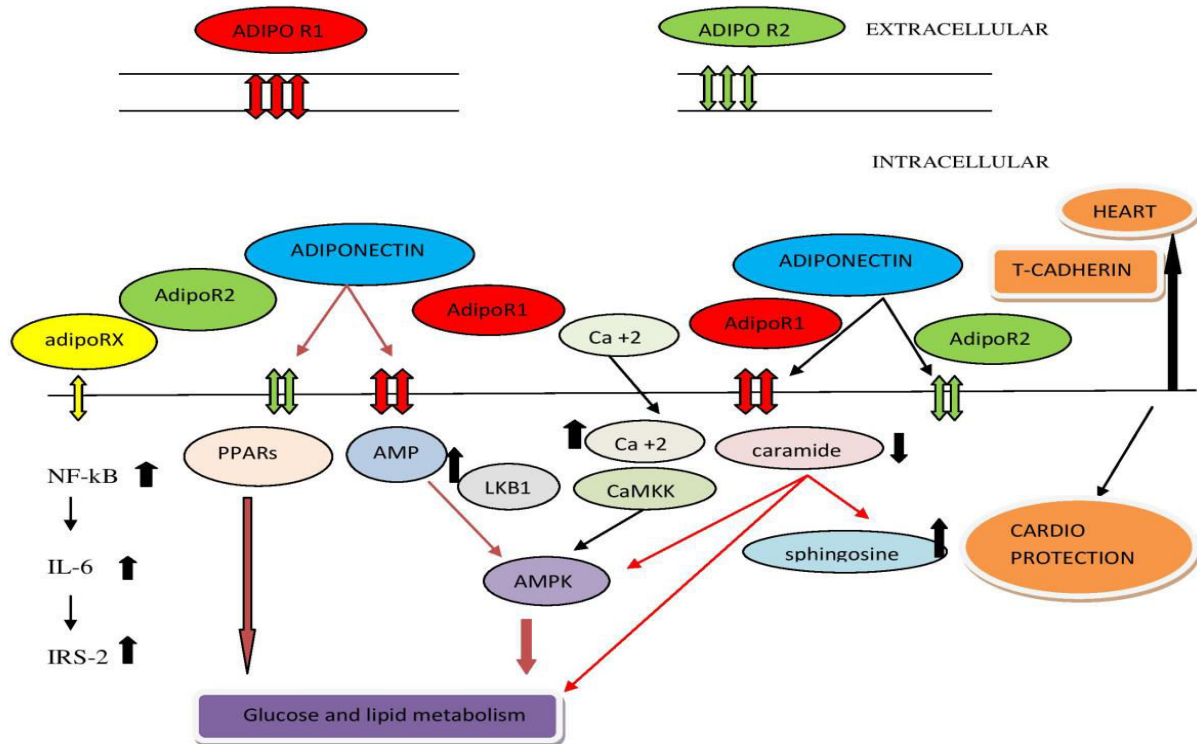 ADIPO R1
ADIPO R2
EXTRACELLULAR
INTRACELLULAR
HEART
ADIPONECTIN
ADIPONECTIN
T-CADHERIN
AdipoR2
AdipoR1
AdipoR1
adipoRX
Ca +2
AdipoR2
PPARs
AMP
Ca +2
caramide
NF-kB
LKB1
CaMKK
CARDIO
PROTECTION
sphingosine
IL-6
AMPK
IRS-2
Glucose and lipid metabolism